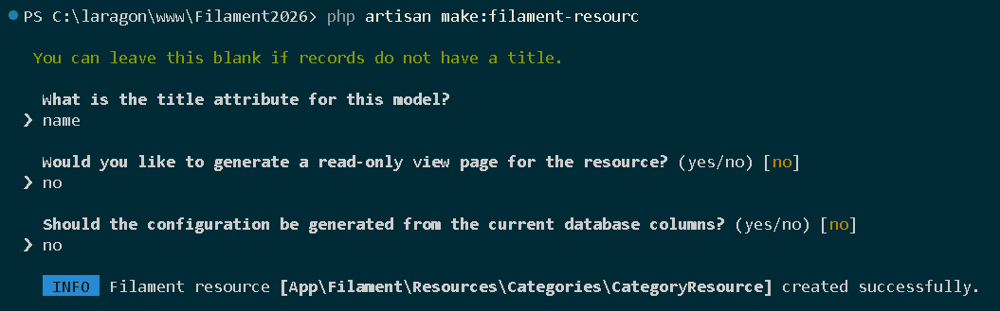 PS C:\laragon\www\Filament2026> php artisan make:filament-resourc
You can leave this blank if records do not have a title.
What is the title attribute for this model?
❯ name
Would you like to generate a read-only view page for the resource? (yes/no) [no]
❯ no
Should the configuration be generated from the current database columns? (yes/no) [no]
❯ no
INFO Filament resource [App\Filament\Resources\Categories\CategoryResource] created successfully.